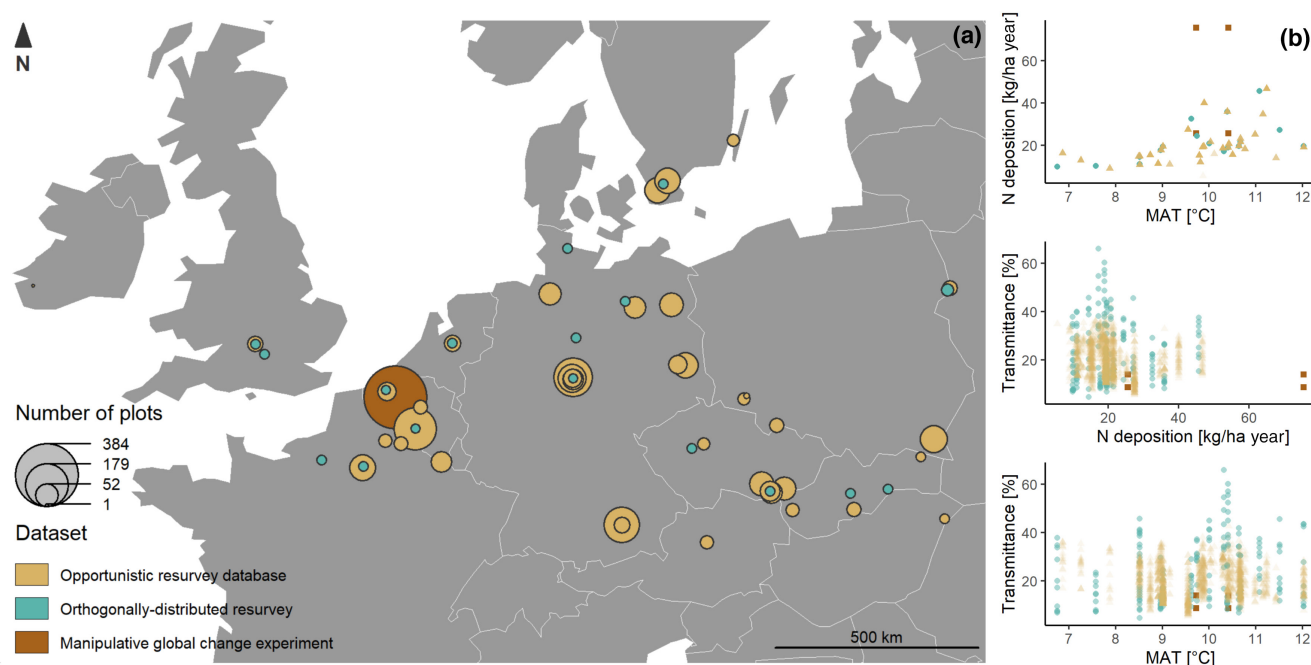 (a)
N
Number of plots
384
179
52
1
Dataset
Opportunistic resurvey database
Orthogonally-distributed resurvey
Manipulative global change experiment
500 km
(b)
N deposition [kg/ha year]
60
40
20
7 8 9 10 11 12
MAT [°C]
Transmittance [%]
60
40
20
20 40 60
N deposition [kg/ha year]
Transmittance [%]
60
40
20
7 8 9 10 11 12
MAT [°C]